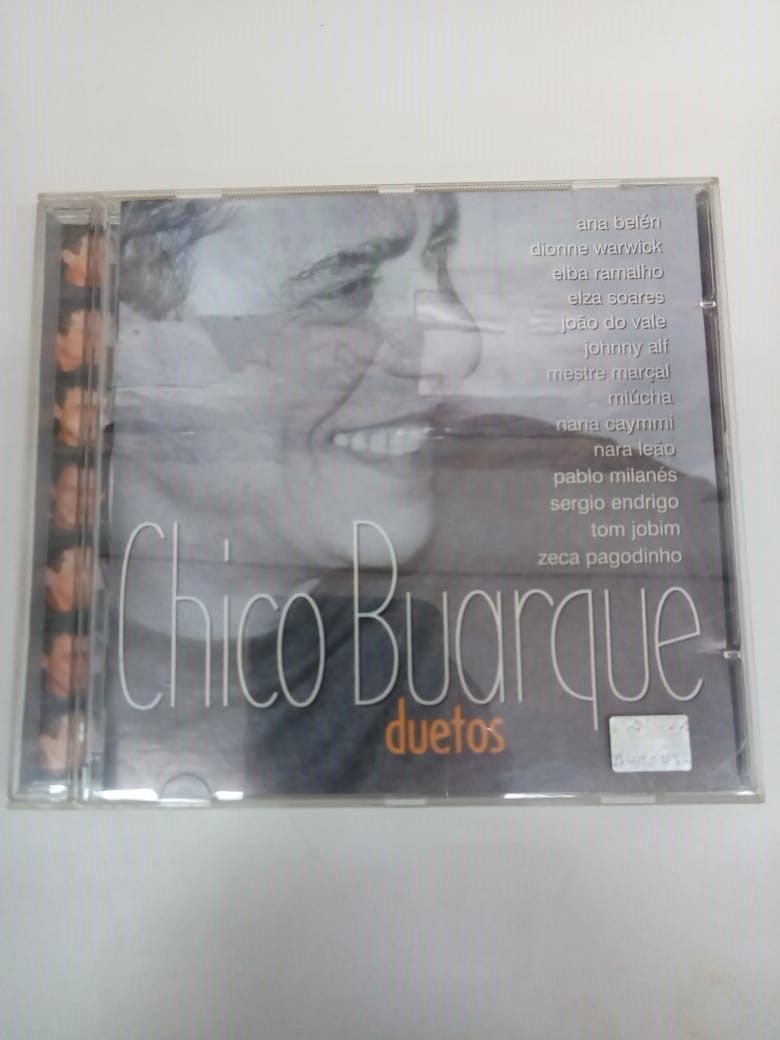 ana belén
dionne warwick
elba ramalho
elza soares
joão do vale
johnny alf
mestre marçal
miúcha
nana caymmi
nara leão
pablo milanés
sergio endrigo
tom jobim
zeca pagodinho
Chico Buarque
duetos